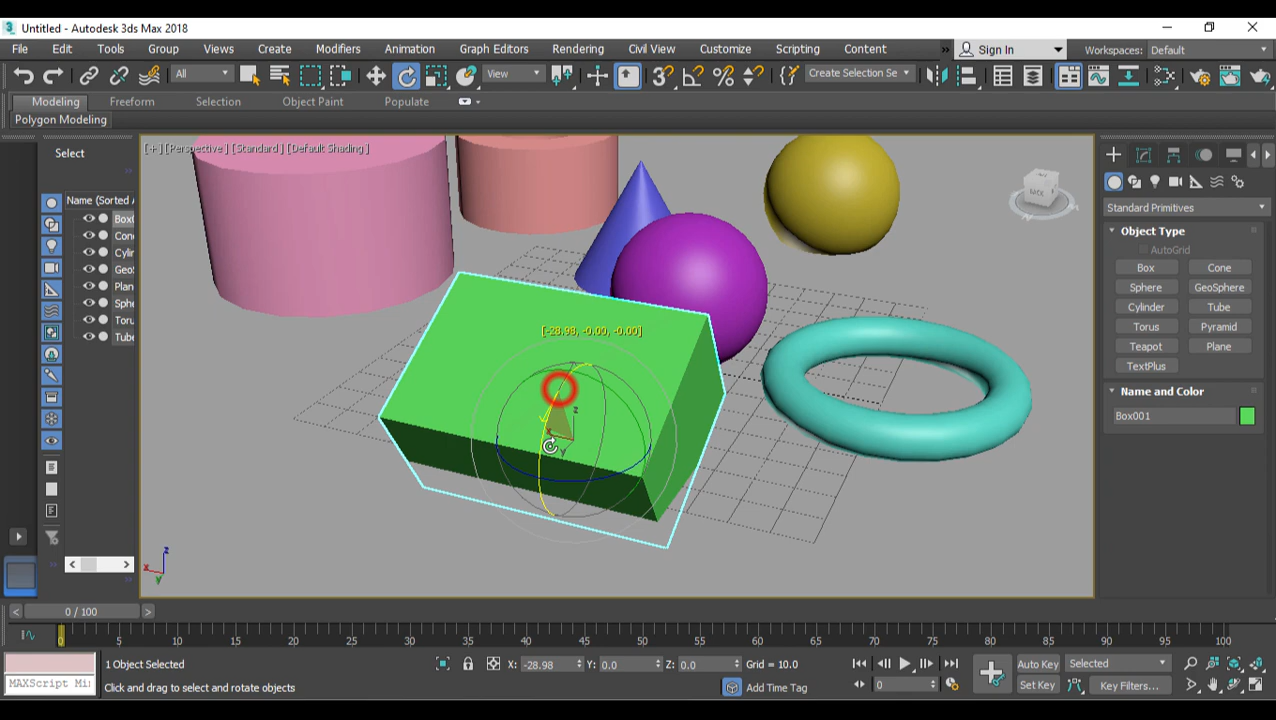 Untitled - Autodesk 3ds Max 2018
File Edit Tools Group Views Create Modifiers Animation Graph Editors Rendering Civil View Customize Scripting Content » Sign In Workspaces: Default
All View Create Selection Se
Modeling Freeform Selection Object Paint Populate
Polygon Modeling
Select
[+] [Perspective] [Standard] [Default Shading]
Name (Sorted A
Box0
Cone
Cylin
GeoS
Plan
Sphe
Toru
Tube
[-28.98, -0.00, -0.00]
x
y
z
x
y
z
Standard Primitives
Object Type
AutoGrid
Box Cone
Sphere GeoSphere
Cylinder Tube
Torus Pyramid
Teapot Plane
TextPlus
Name and Color
Box001
< >
< 0 / 100 >
0 5 10 15 20 25 30 35 40 45 50 55 60 65 70 75 80 85 90 95 100
1 Object Selected X: -28.98 Y: 0.0 Z: 0.0 Grid = 10.0 Auto Key Selected
MAXScript Mi Click and drag to select and rotate objects Add Time Tag 0 Set Key Key Filters...